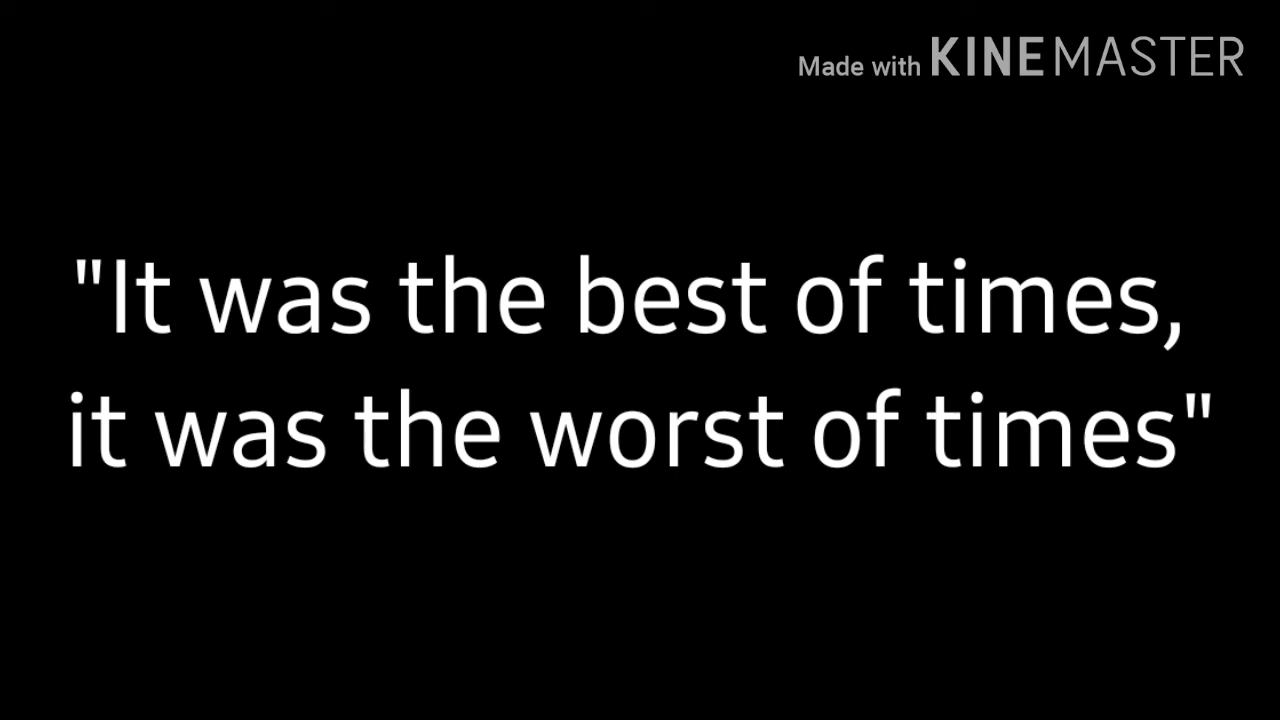 Made with KINEMASTER
"It was the best of times,
it was the worst of times"